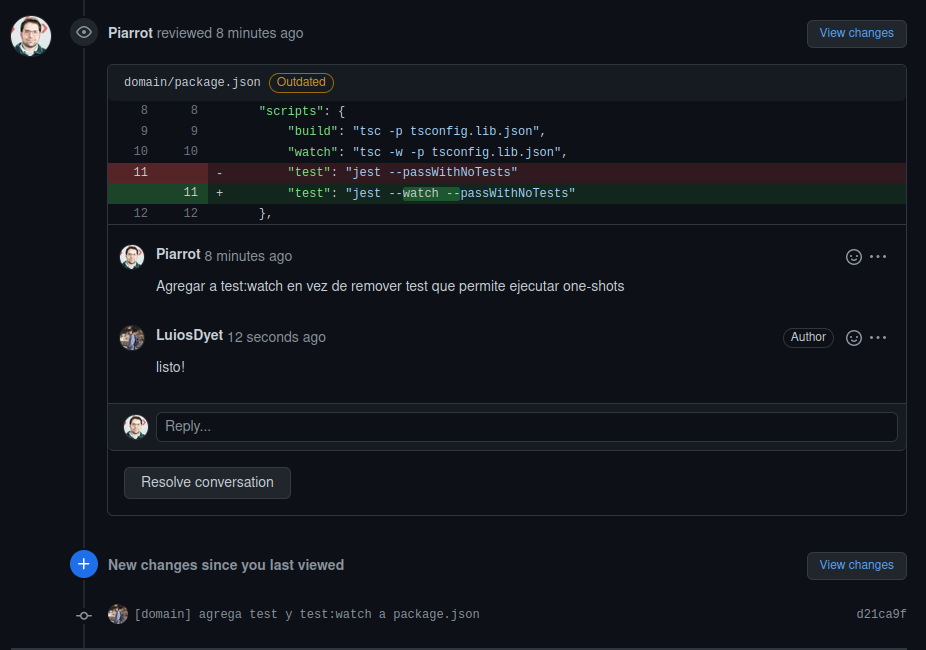 Piarrot reviewed 8 minutes ago View changes
domain/package.json Outdated
8 8 "scripts": {
9 9 "build": "tsc -p tsconfig.lib.json",
10 10 "watch": "tsc -w -p tsconfig.lib.json",
11 - "test": "jest --passWithNoTests"
11 + "test": "jest --watch --passWithNoTests"
12 12 },
Piarrot 8 minutes ago
Agregar a test:watch en vez de remover test que permite ejecutar one-shots
LuiosDyet 12 seconds ago Author
listo!
Reply...
Resolve conversation
New changes since you last viewed View changes
[domain] agrega test y test:watch a package.json d21ca9f